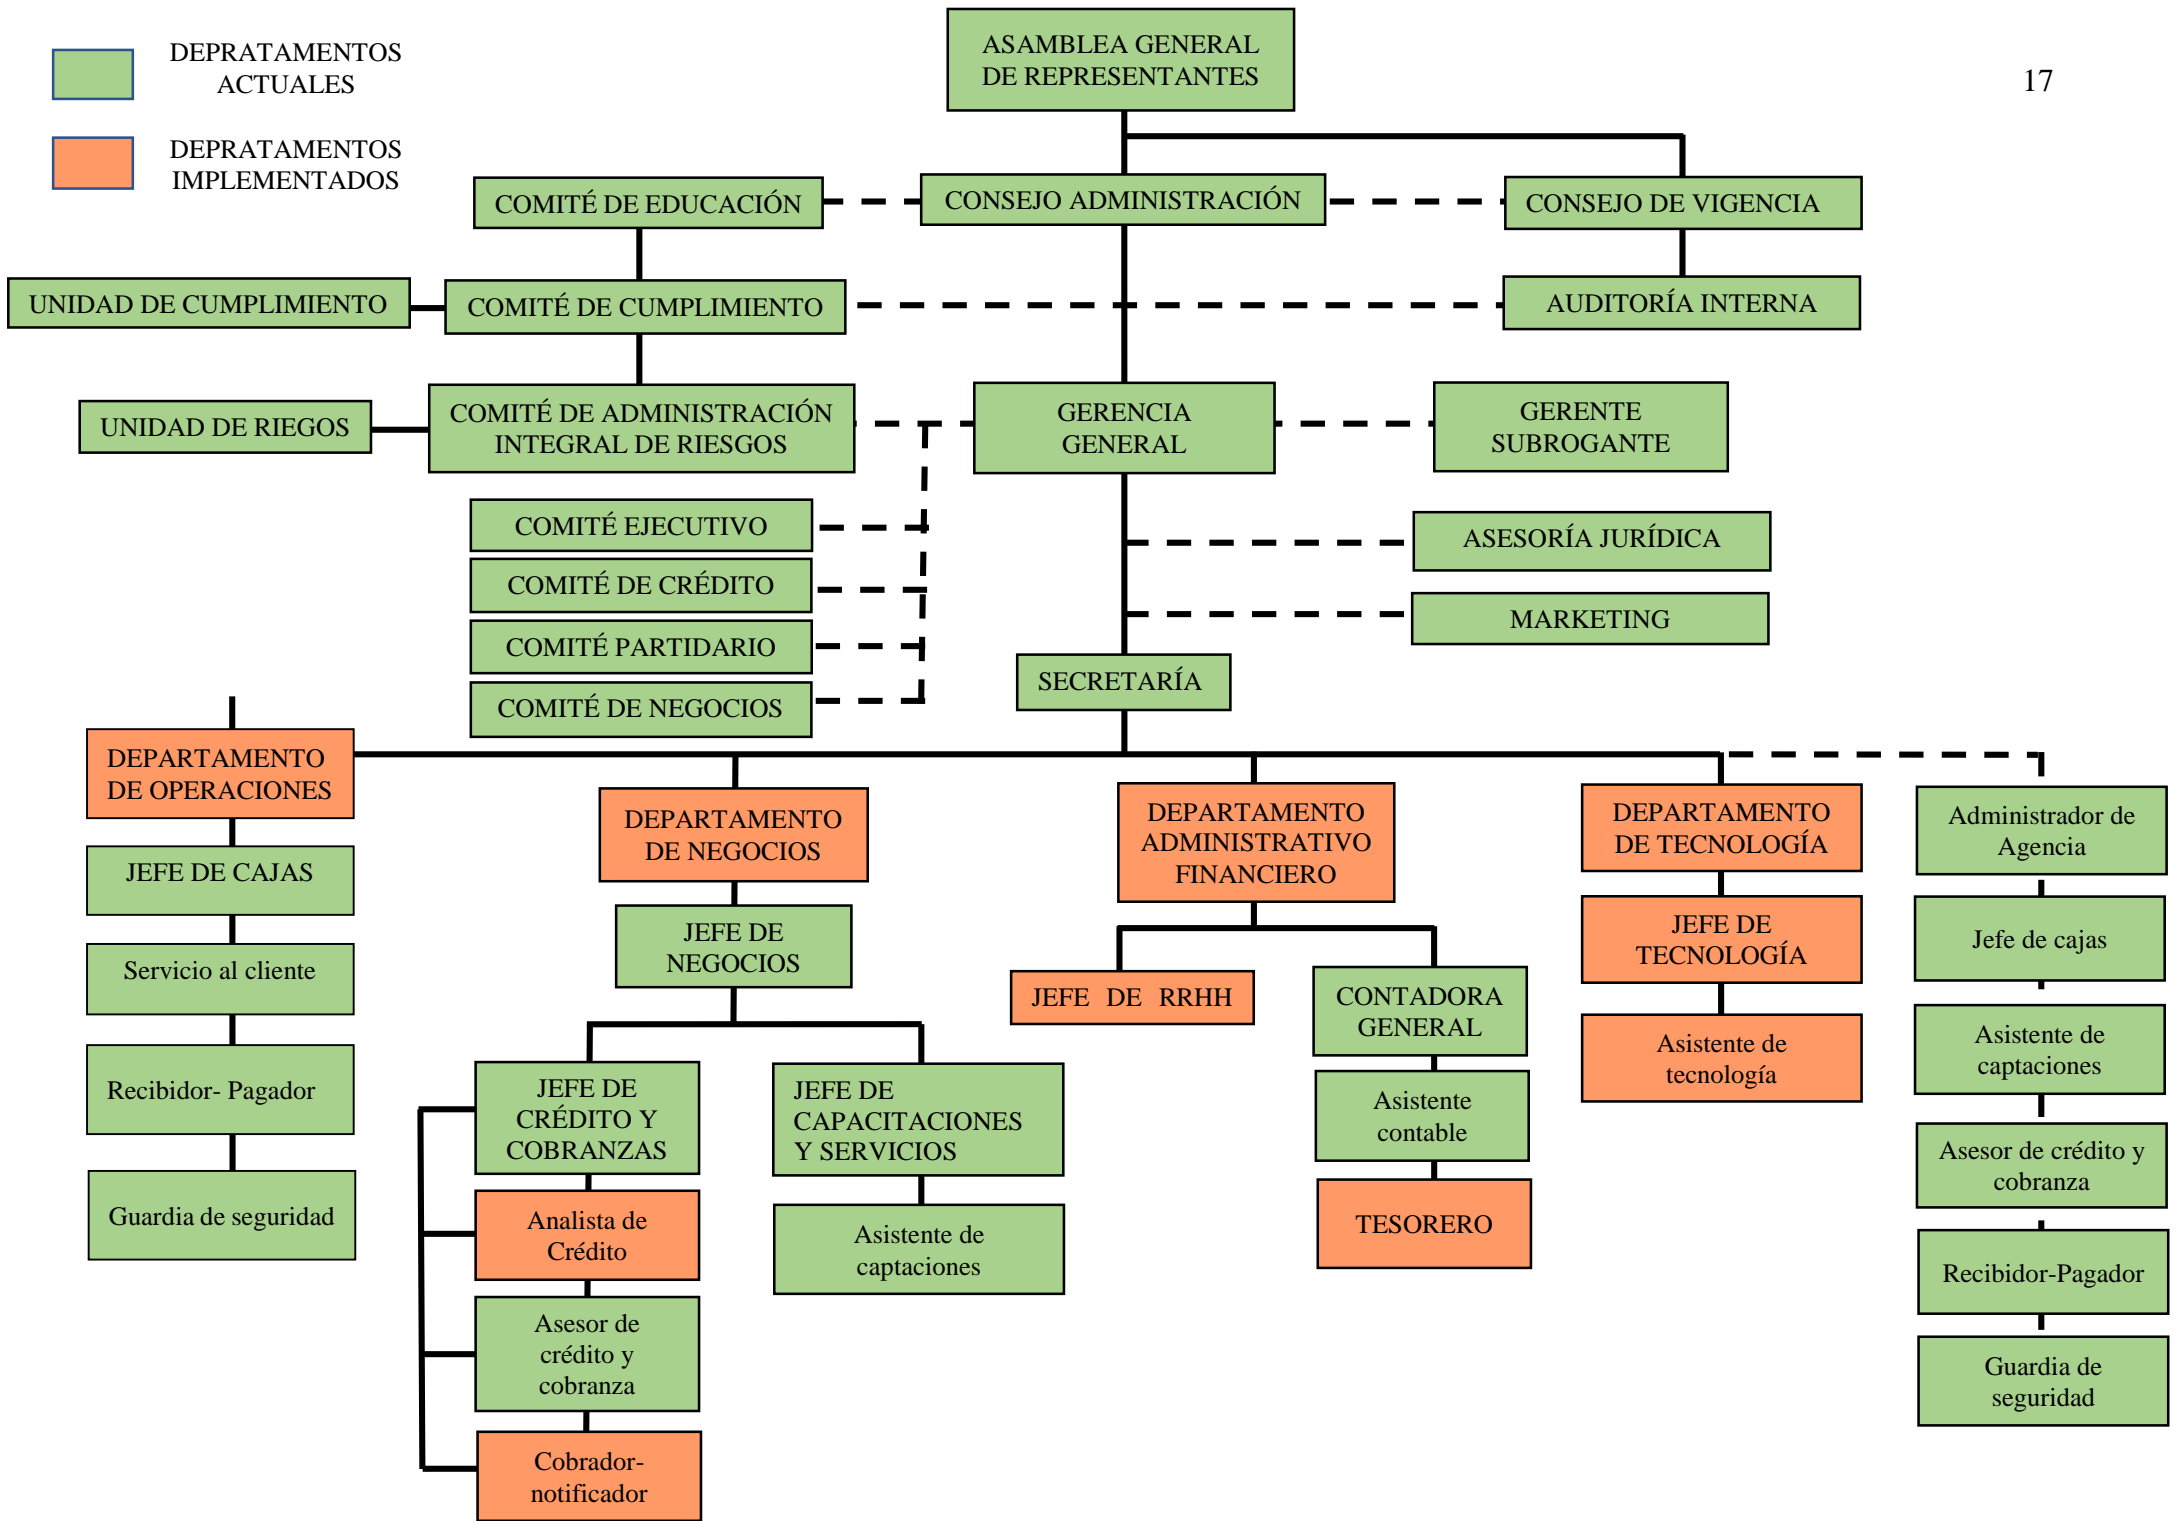 DEPRATAMENTOS
ACTUALES
DEPRATAMENTOS
IMPLEMENTADOS
17
ASAMBLEA GENERAL
DE REPRESENTANTES
COMITÉ DE EDUCACIÓN
CONSEJO ADMINISTRACIÓN
CONSEJO DE VIGENCIA
UNIDAD DE CUMPLIMIENTO
COMITÉ DE CUMPLIMIENTO
AUDITORÍA INTERNA
UNIDAD DE RIEGOS
COMITÉ DE ADMINISTRACIÓN
INTEGRAL DE RIESGOS
GERENCIA
GENERAL
GERENTE
SUBROGANTE
COMITÉ EJECUTIVO
COMITÉ DE CRÉDITO
COMITÉ PARTIDARIO
COMITÉ DE NEGOCIOS
ASESORÍA JURÍDICA
MARKETING
SECRETARÍA
DEPARTAMENTO
DE OPERACIONES
JEFE DE CAJAS
Servicio al cliente
Recibidor- Pagador
Guardia de seguridad
DEPARTAMENTO
DE NEGOCIOS
JEFE DE
NEGOCIOS
JEFE DE
CRÉDITO Y
COBRANZAS
Analista de
Crédito
Asesor de
crédito y
cobranza
Cobrador-
notificador
JEFE DE
CAPACITACIONES
Y SERVICIOS
Asistente de
captaciones
DEPARTAMENTO
ADMINISTRATIVO
FINANCIERO
JEFE DE RRHH
CONTADORA
GENERAL
Asistente
contable
TESORERO
DEPARTAMENTO
DE TECNOLOGÍA
JEFE DE
TECNOLOGÍA
Asistente de
tecnología
Administrador de
Agencia
Jefe de cajas
Asistente de
captaciones
Asesor de crédito y
cobranza
Recibidor-Pagador
Guardia de
seguridad